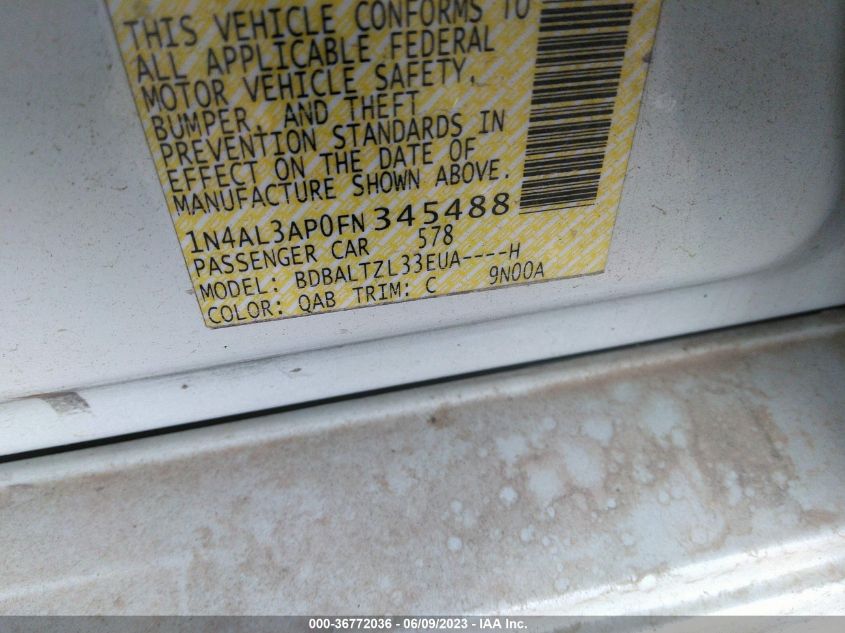 THIS VEHICLE CONFORMS TO
ALL APPLICABLE FEDERAL
MOTOR VEHICLE SAFETY,
BUMPER, AND THEFT
PREVENTION STANDARDS IN
EFFECT ON THE DATE OF
MANUFACTURE SHOWN ABOVE.
1N4AL3AP0FN 345488
PASSENGER CAR 578
MODEL: BDBALTZL33EUA----H
COLOR: QAB TRIM: C 9N00A
000-36772036 - 06/09/2023 - IAA Inc.